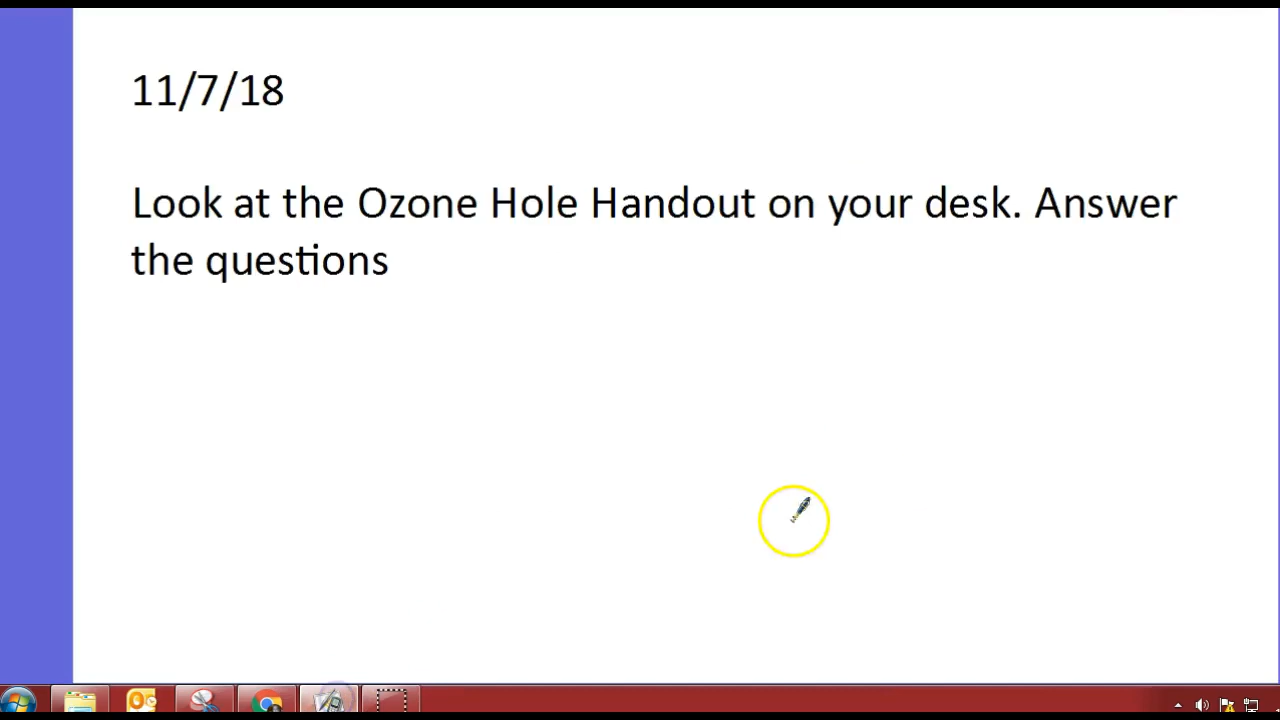 11/7/18
Look at the Ozone Hole Handout on your desk. Answer
the questions